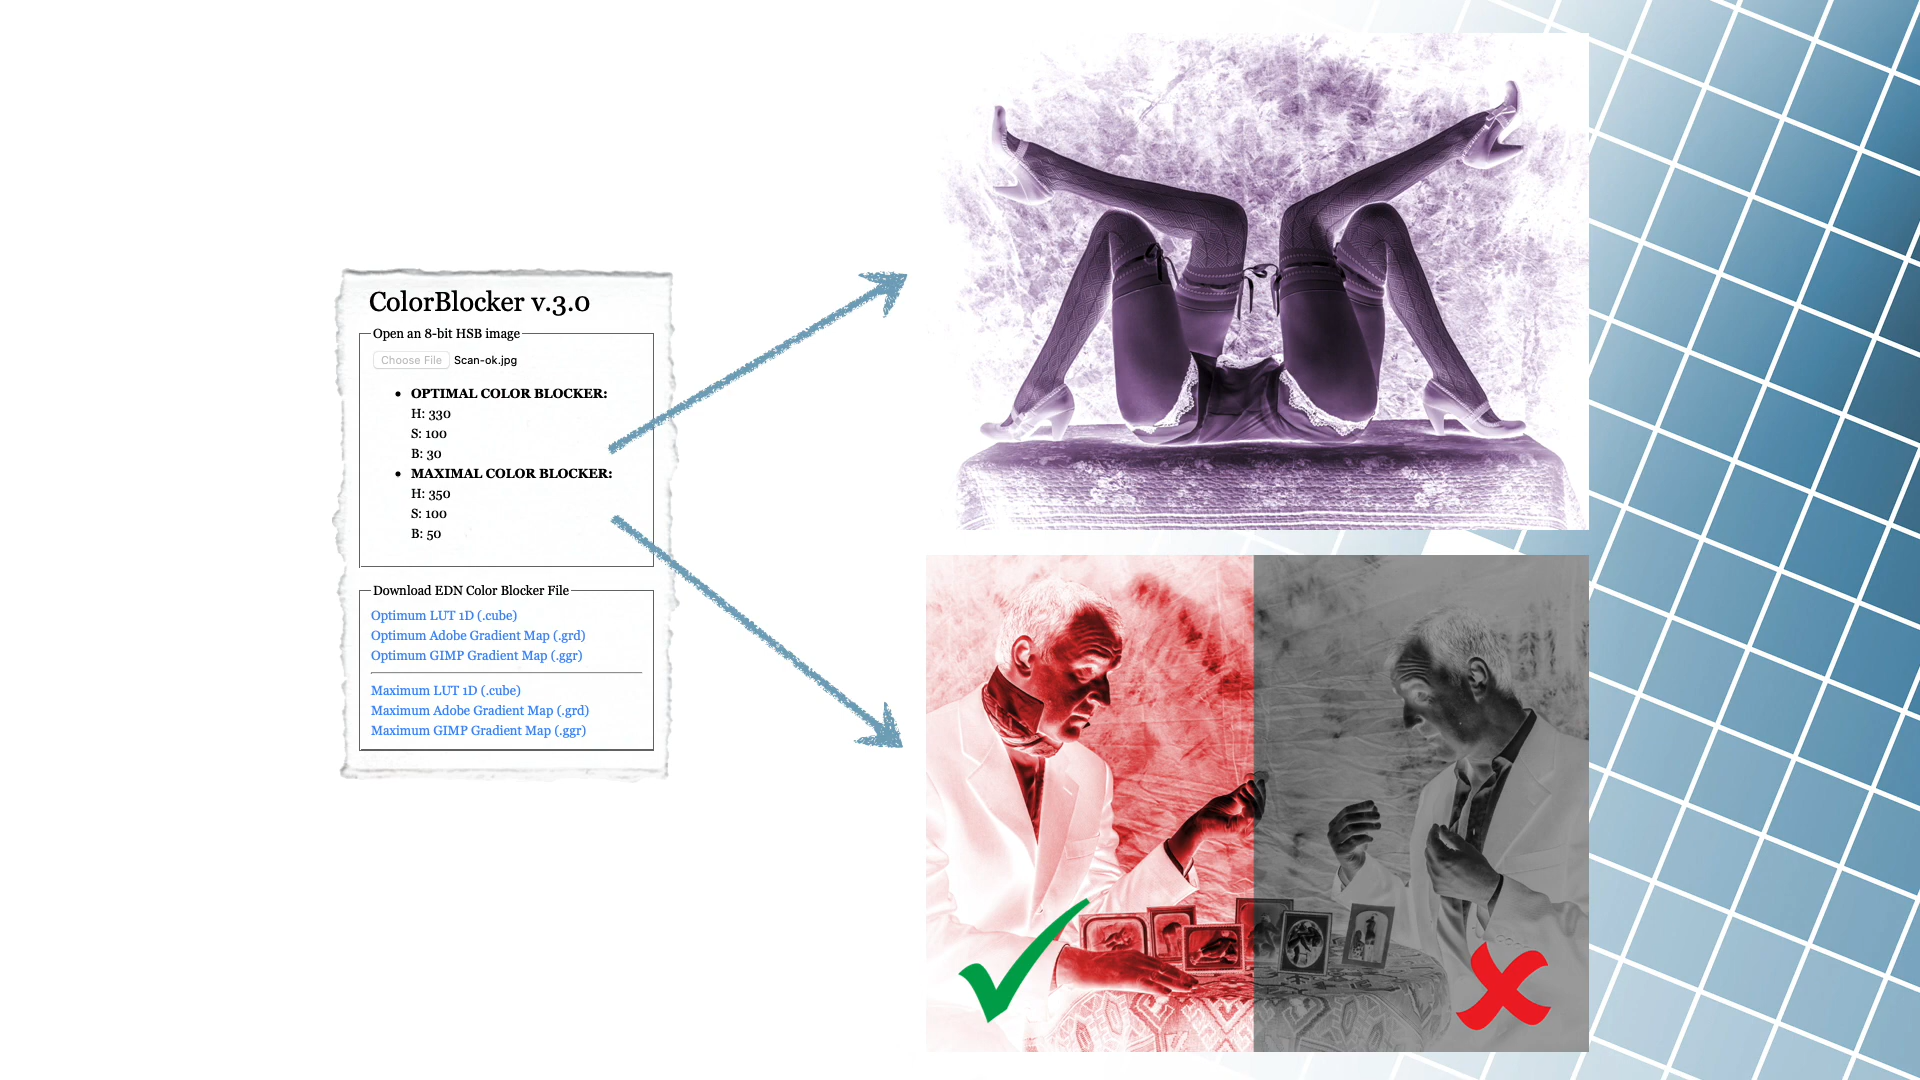 ColorBlocker v.3.0
Open an 8-bit HSB image
Choose File Scan-ok.jpg
• OPTIMAL COLOR BLOCKER:
H: 330
S: 100
B: 30
• MAXIMAL COLOR BLOCKER:
H: 350
S: 100
B: 50
Download EDN Color Blocker File
Optimum LUT 1D (.cube)
Optimum Adobe Gradient Map (.grd)
Optimum GIMP Gradient Map (.ggr)
Maximum LUT 1D (.cube)
Maximum Adobe Gradient Map (.grd)
Maximum GIMP Gradient Map (.ggr)